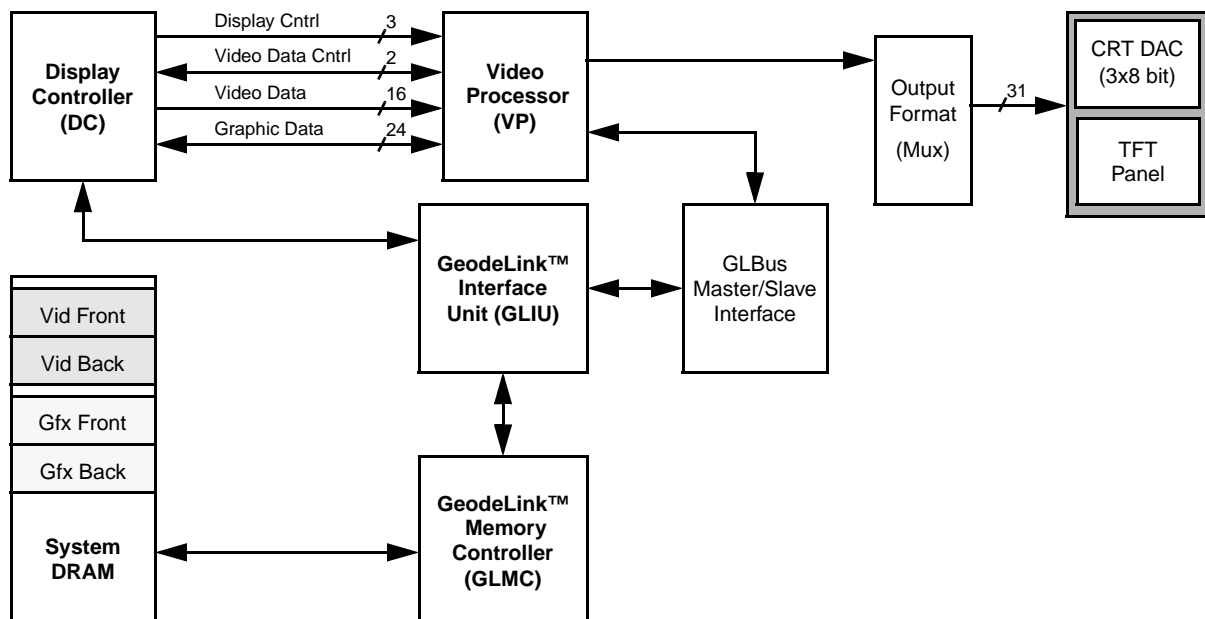 Display Cntrl
3
Video Data Cntrl
2
Video Data
16
Graphic Data
24
Display
Controller
(DC)
Video
Processor
(VP)
Output
Format
(Mux)
31
CRT DAC
(3x8 bit)
TFT
Panel
GeodeLink™
Interface
Unit (GLIU)
GLBus
Master/Slave
Interface
Vid Front
Vid Back
Gfx Front
Gfx Back
System
DRAM
GeodeLink™
Memory
Controller
(GLMC)